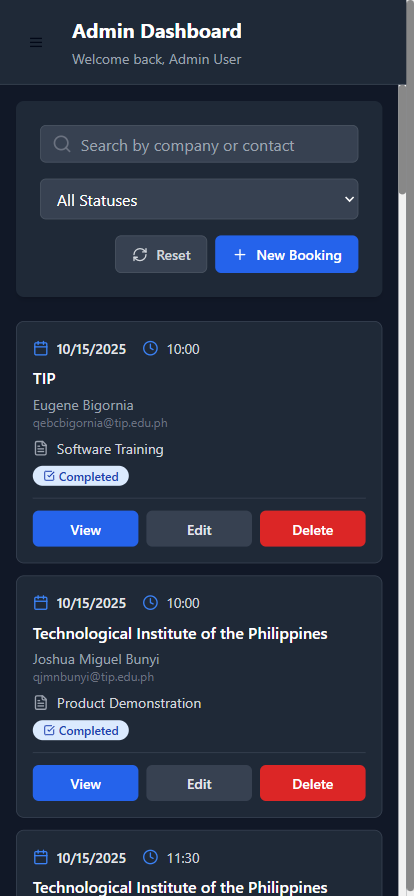 Admin Dashboard
Welcome back, Admin User
Search by company or contact
All Statuses
Reset
New Booking
10/15/2025 10:00
TIP
Eugene Bigornia
qebcbigornia@tip.edu.ph
Software Training
Completed
View Edit Delete
10/15/2025 10:00
Technological Institute of the Philippines
Joshua Miguel Bunyi
qjmnbunyi@tip.edu.ph
Product Demonstration
Completed
View Edit Delete
10/15/2025 11:30
Technological Institute of the Philippines